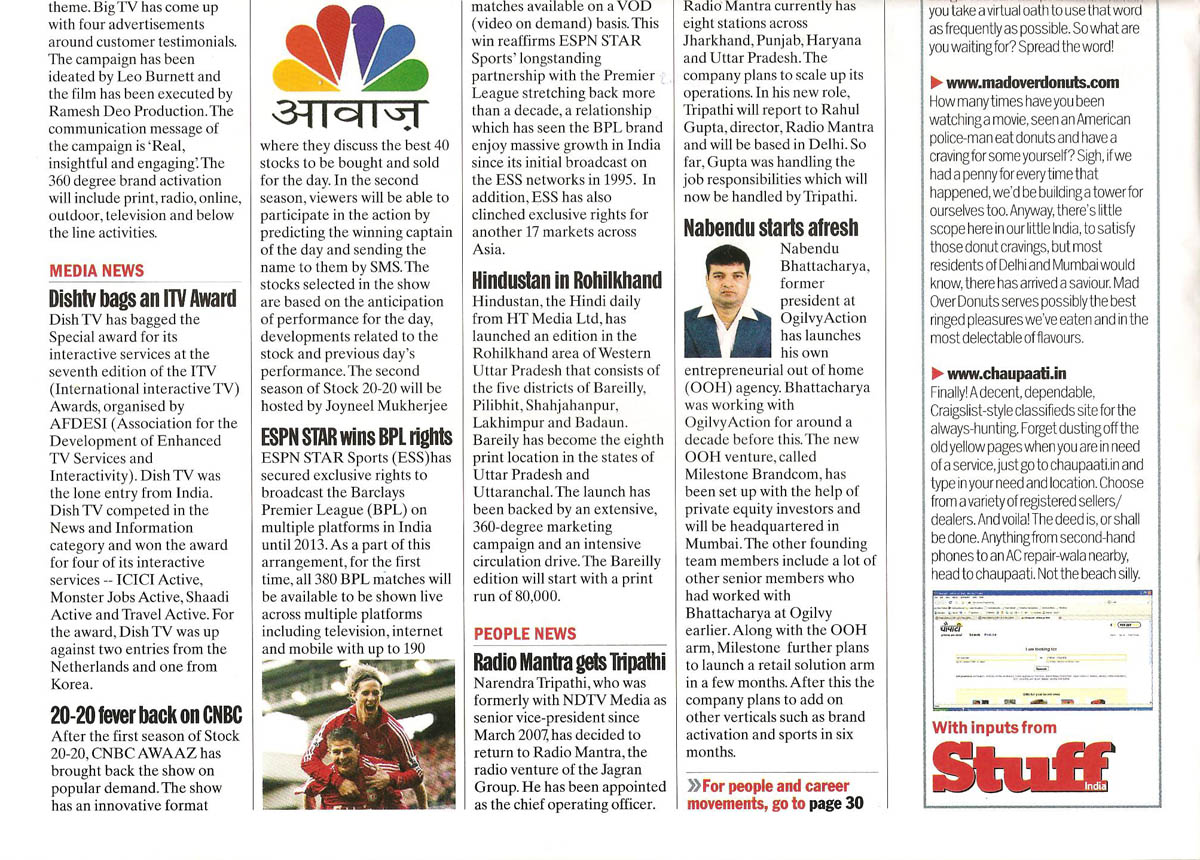 theme. Big TV has come up
with four advertisements
around customer testimonials.
The campaign has been
ideated by Leo Burnett and
the film has been executed by
Ramesh Deo Production. The
communication message of
the campaign is ‘Real,
insightful and engaging’. The
360 degree brand activation
will include print, radio, online,
outdoor, television and below
the line activities.
MEDIA NEWS
Dishtv bags an ITV Award
Dish TV has bagged the
Special award for its
interactive services at the
seventh edition of the ITV
(International interactive TV)
Awards, organised by
AFDESI (Association for the
Development of Enhanced
TV Services and
Interactivity). Dish TV was
the lone entry from India.
Dish TV competed in the
News and Information
category and won the award
for four of its interactive
services -- ICICI Active,
Monster Jobs Active, Shaadi
Active and Travel Active. For
the award, Dish TV was up
against two entries from the
Netherlands and one from
Korea.
20-20 fever back on CNBC
After the first season of Stock
20-20, CNBC AWAAZ has
brought back the show on
popular demand. The show
has an innovative format
आवाज़
where they discuss the best 40
stocks to be bought and sold
for the day. In the second
season, viewers will be able to
participate in the action by
predicting the winning captain
of the day and sending the
name to them by SMS. The
stocks selected in the show
are based on the anticipation
of performance for the day,
developments related to the
stock and previous day’s
performance. The second
season of Stock 20-20 will be
hosted by Joyneel Mukherjee
ESPN STAR wins BPL rights
ESPN STAR Sports (ESS)has
secured exclusive rights to
broadcast the Barclays
Premier League (BPL) on
multiple platforms in India
until 2013. As a part of this
arrangement, for the first
time, all 380 BPL matches will
be available to be shown live
across multiple platforms
including television, internet
and mobile with up to 190
matches available on a VOD
(video on demand) basis. This
win reaffirms ESPN STAR
Sports’ longstanding
partnership with the Premier
League stretching back more
than a decade, a relationship
which has seen the BPL brand
enjoy massive growth in India
since its initial broadcast on
the ESS networks in 1995. In
addition, ESS has also
clinched exclusive rights for
another 17 markets across
Asia.
Hindustan in Rohilkhand
Hindustan, the Hindi daily
from HT Media Ltd, has
launched an edition in the
Rohilkhand area of Western
Uttar Pradesh that consists of
the five districts of Bareilly,
Pilibhit, Shahjahanpur,
Lakhimpur and Badaun.
Bareily has become the eighth
print location in the states of
Uttar Pradesh and
Uttaranchal. The launch has
been backed by an extensive,
360-degree marketing
campaign and an intensive
circulation drive. The Bareilly
edition will start with a print
run of 80,000.
PEOPLE NEWS
Radio Mantra gets Tripathi
Narendra Tripathi, who was
formerly with NDTV Media as
senior vice-president since
March 2007, has decided to
return to Radio Mantra, the
radio venture of the Jagran
Group. He has been appointed
as the chief operating officer.
Radio Mantra currently has
eight stations across
Jharkhand, Punjab, Haryana
and Uttar Pradesh. The
company plans to scale up its
operations. In his new role,
Tripathi will report to Rahul
Gupta, director, Radio Mantra
and will be based in Delhi. So
far, Gupta was handling the
job responsibilities which will
now be handled by Tripathi.
Nabendu starts afresh
Nabendu
Bhattacharya,
former
president at
OgilvyAction
has launches
his own
entrepreneurial out of home
(OOH) agency. Bhattacharya
was working with
OgilvyAction for around a
decade before this. The new
OOH venture, called
Milestone Brandcom, has
been set up with the help of
private equity investors and
will be headquartered in
Mumbai. The other founding
team members include a lot of
other senior members who
had worked with
Bhattacharya at Ogilvy
earlier. Along with the OOH
arm, Milestone further plans
to launch a retail solution arm
in a few months. After this the
company plans to add on
other verticals such as brand
activation and sports in six
months.
»For people and career
movements, go to page 30
you take a virtual oath to use that word
as frequently as possible. So what are
you waiting for? Spread the word!
www.madoverdonuts.com
How many times have you been
watching a movie, seen an American
police-man eat donuts and have a
craving for some yourself? Sigh, if we
had a penny for every time that
happened, we’d be building a tower for
ourselves too. Anyway, there’s little
scope here in our little India, to satisfy
those donut cravings, but most
residents of Delhi and Mumbai would
know, there has arrived a saviour. Mad
Over Donuts serves possibly the best
ringed pleasures we’ve eaten and in the
most delectable of flavours.
www.chaupaati.in
Finally! A decent, dependable,
Craigslist-style classifieds site for the
always-hunting. Forget dusting off the
old yellow pages when you are in need
of a service, just go to chaupaati.in and
type in your need and location. Choose
from a variety of registered sellers/
dealers. And voila! The deed is, or shall
be done. Anything from second-hand
phones to an AC repair-wala nearby,
head to chaupaati. Not the beach silly.
चौपाटी
I am looking for
With inputs from
Stuff
India